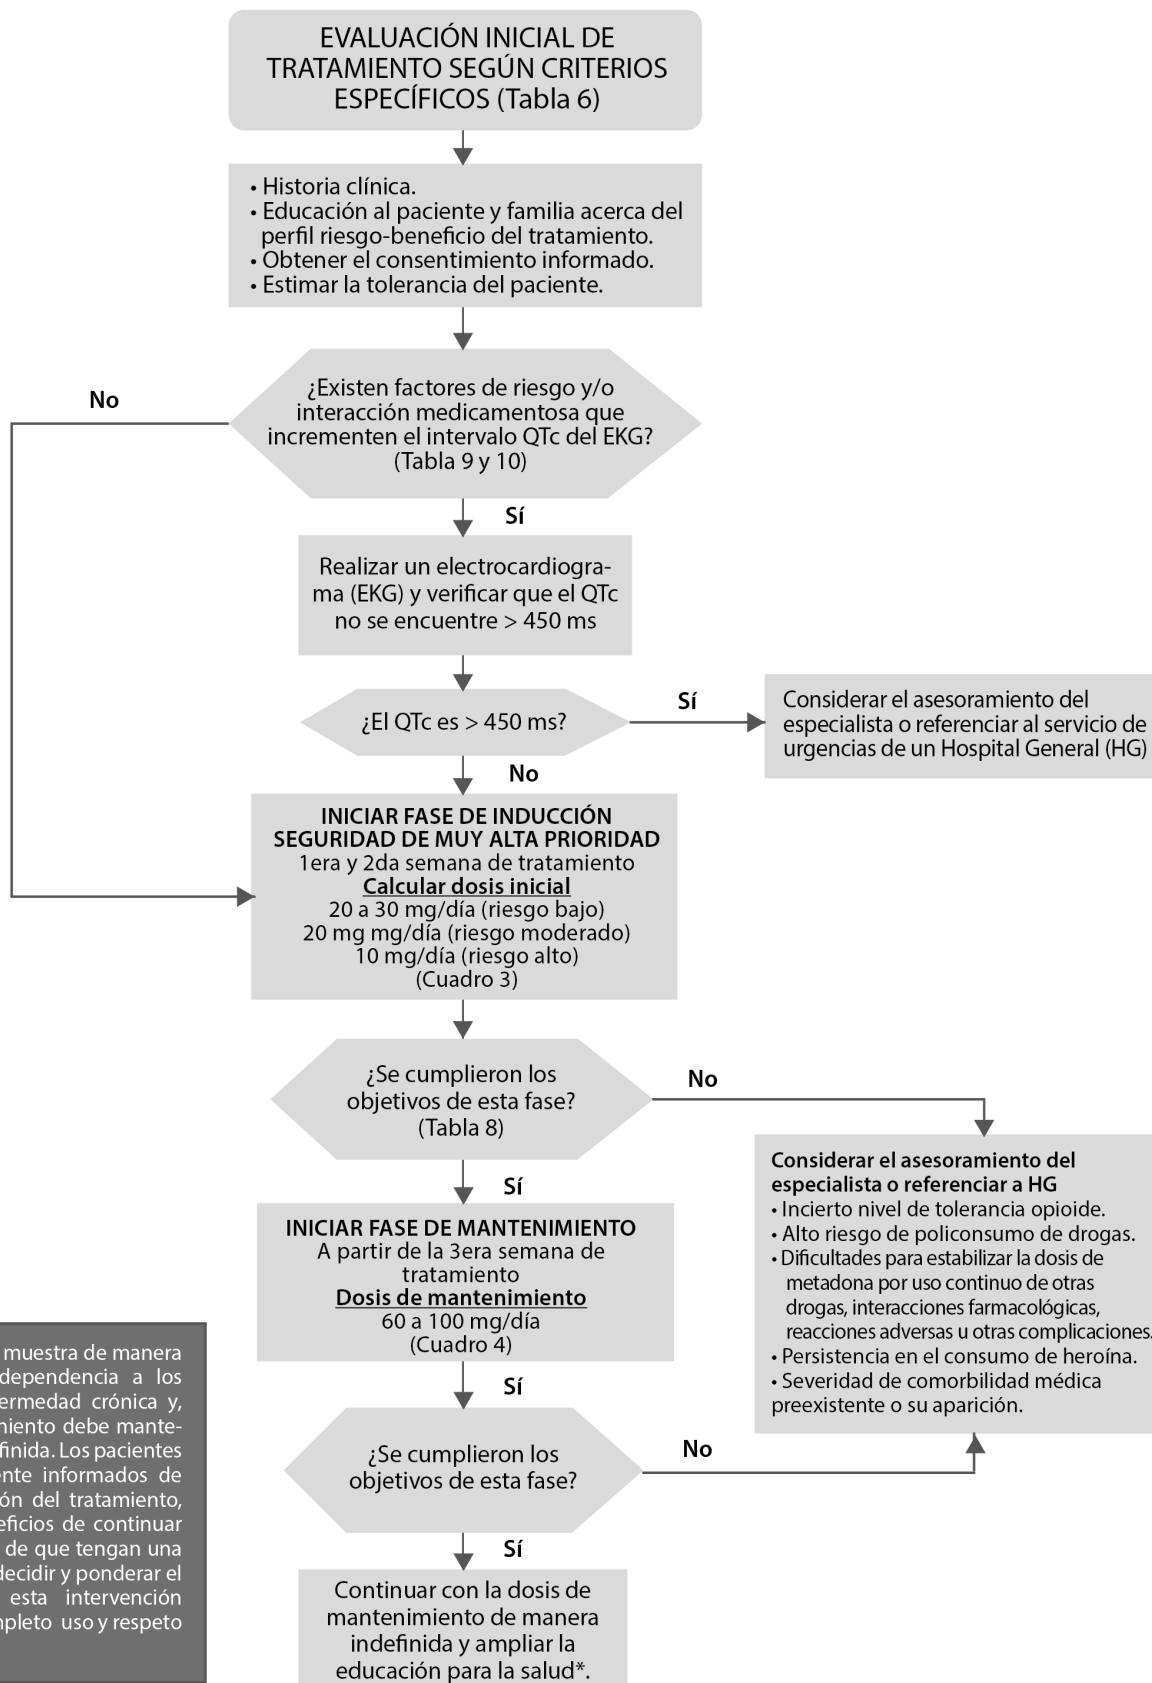 EVALUACIÓN INICIAL DE
TRATAMIENTO SEGÚN CRITERIOS
ESPECÍFICOS (Tabla 6)
• Historia clínica.
• Educación al paciente y familia acerca del
perfil riesgo-beneficio del tratamiento.
• Obtener el consentimiento informado.
• Estimar la tolerancia del paciente.
No
¿Existen factores de riesgo y/o
interacción medicamentosa que
incrementen el intervalo QTc del EKG?
(Tabla 9 y 10)
Sí
Realizar un electrocardiogra-
ma (EKG) y verificar que el QTc
no se encuentre > 450 ms
¿El QTc es > 450 ms?
Sí
Considerar el asesoramiento del
especialista o referenciar al servicio de
urgencias de un Hospital General (HG)
No
INICIAR FASE DE INDUCCIÓN
SEGURIDAD DE MUY ALTA PRIORIDAD
1era y 2da semana de tratamiento
Calcular dosis inicial
20 a 30 mg/día (riesgo bajo)
20 mg mg/día (riesgo moderado)
10 mg/día (riesgo alto)
(Cuadro 3)
¿Se cumplieron los
objetivos de esta fase?
(Tabla 8)
No
Considerar el asesoramiento del
especialista o referenciar a HG
• Incierto nivel de tolerancia opioide.
• Alto riesgo de policonsumo de drogas.
• Dificultades para estabilizar la dosis de
metadona por uso continuo de otras
drogas, interacciones farmacológicas,
reacciones adversas u otras complicaciones.
• Persistencia en el consumo de heroína.
• Severidad de comorbilidad médica
preexistente o su aparición.
Sí
INICIAR FASE DE MANTENIMIENTO
A partir de la 3era semana de
tratamiento
Dosis de mantenimiento
60 a 100 mg/día
(Cuadro 4)
Sí
¿Se cumplieron los
objetivos de esta fase?
No
Sí
Continuar con la dosis de
mantenimiento de manera
indefinida y ampliar la
educación para la salud*.
muestra de manera
dependencia a los
ermedad crónica y,
miento debe mante-
finida. Los pacientes
ente informados de
ón del tratamiento,
eficios de continuar
de que tengan una
decidir y ponderar el
esta intervención
mpleto uso y respeto